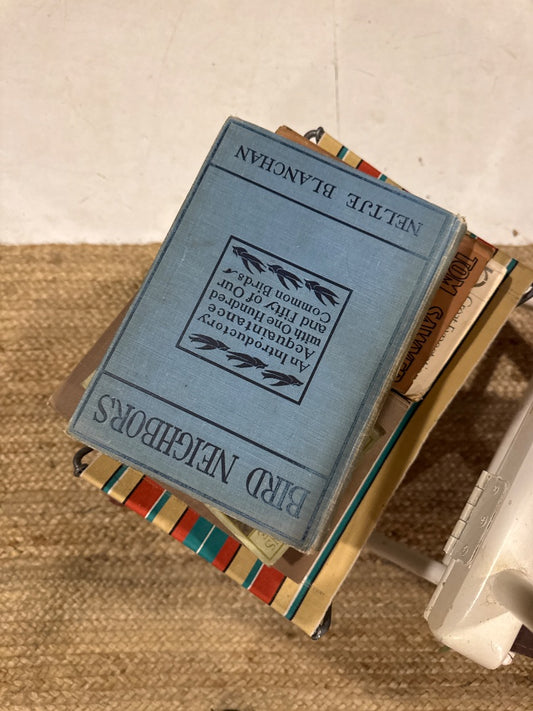 BIRD NEIGHBORS
An Introductory
Acquaintance
with One Hundred
and Fifty of Our
Common Birds
NELTJE BLANCHAN
TOM SAWYER